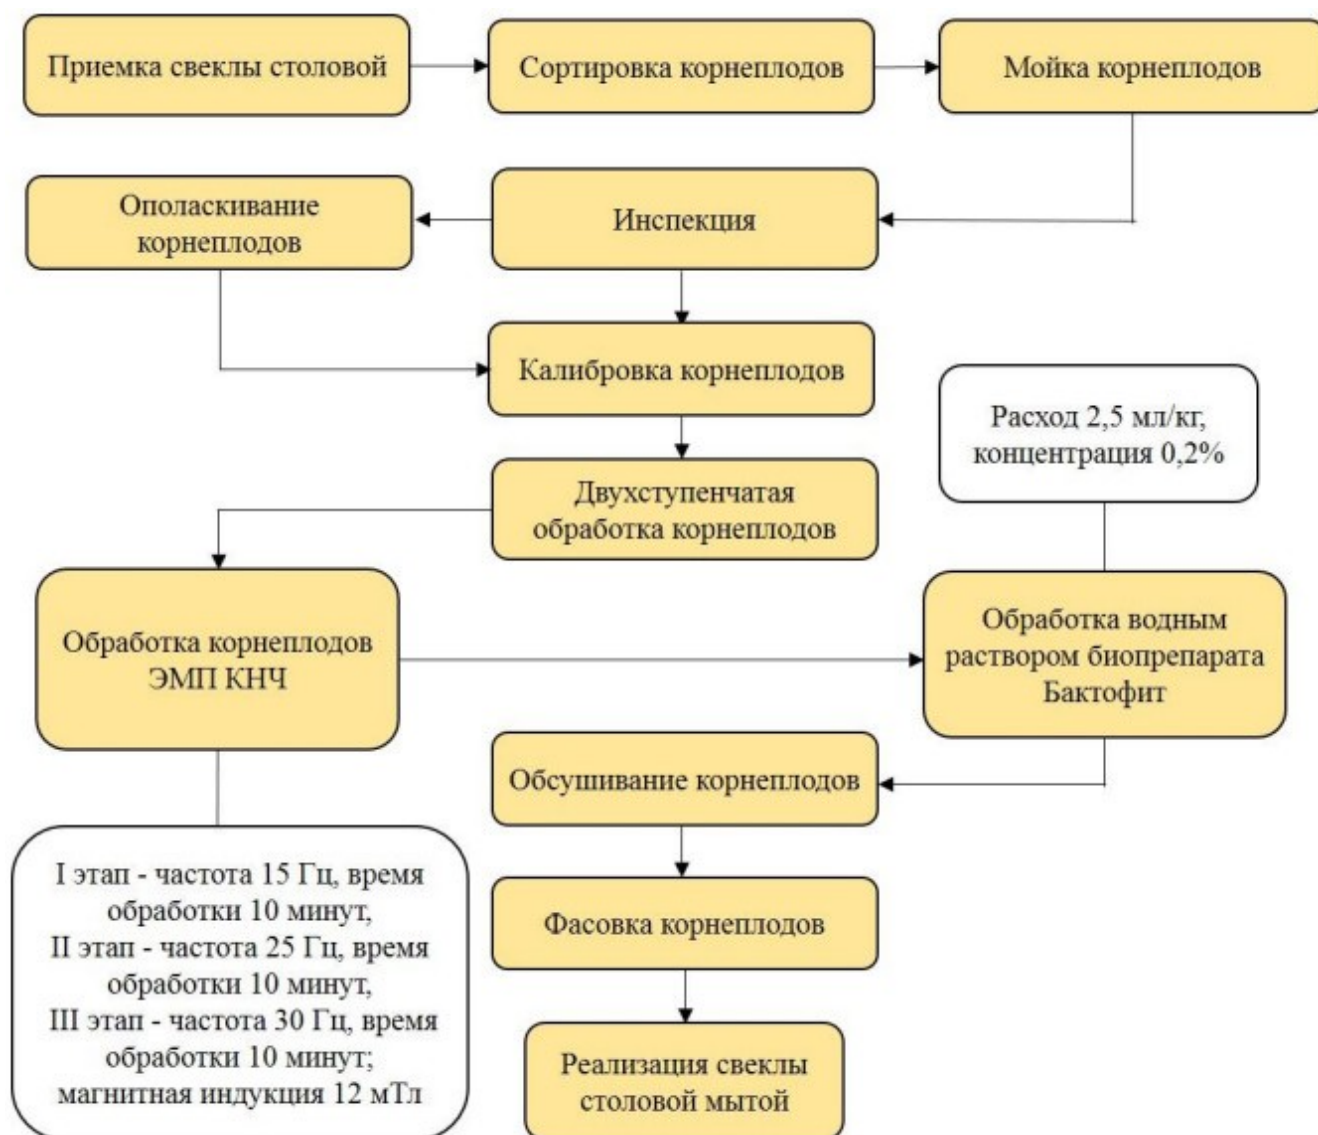 Приемка свеклы столовой
Сортировка корнеплодов
Мойка корнеплодов
Ополаскивание
корнеплодов
Инспекция
Калибровка корнеплодов
Расход 2,5 мл/кг,
концентрация 0,2%
Двухступенчатая
обработка корнеплодов
Обработка корнеплодов
ЭМП КНЧ
Обработка водным
раствором биопрепарата
Бактофит
Обсушивание корнеплодов
I этап - частота 15 Гц, время
обработки 10 минут,
II этап - частота 25 Гц, время
обработки 10 минут,
III этап - частота 30 Гц, время
обработки 10 минут;
магнитная индукция 12 мТл
Фасовка корнеплодов
Реализация свеклы
столовой мытой